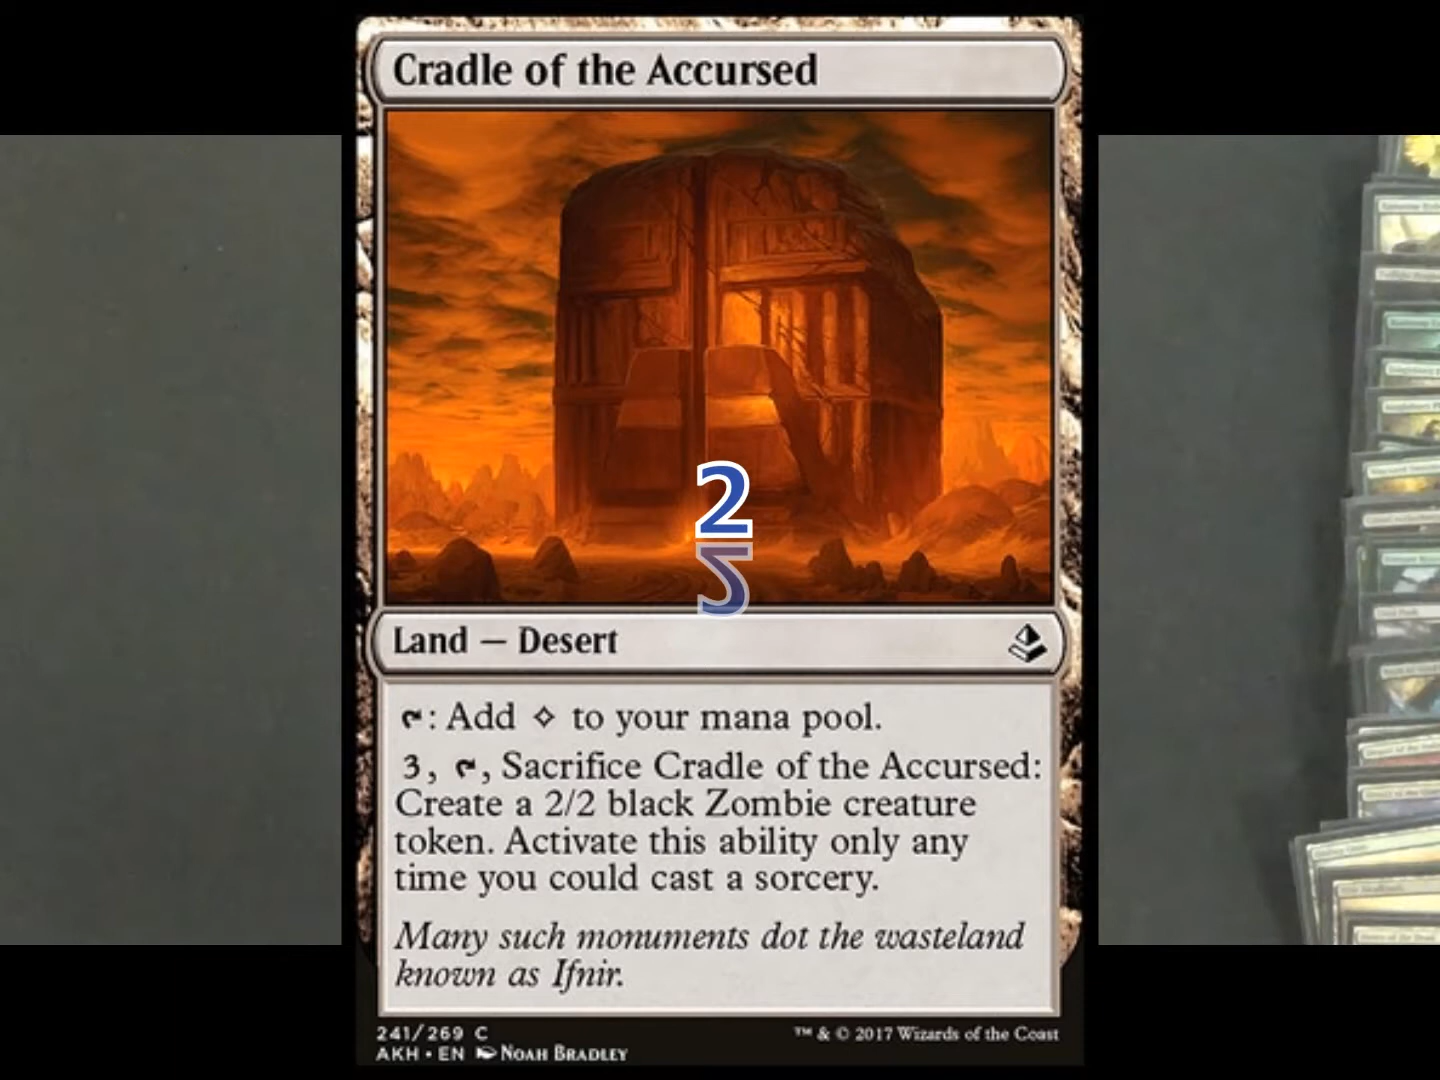 Cradle of the Accursed
2
Land — Desert
: Add to your mana pool.
3, , Sacrifice Cradle of the Accursed:
Create a 2/2 black Zombie creature
token. Activate this ability only any
time you could cast a sorcery.
Many such monuments dot the wasteland
known as Ifnir.
241/269 C
™ & © 2017 Wizards of the Coast
AKH • EN Noah Bradley